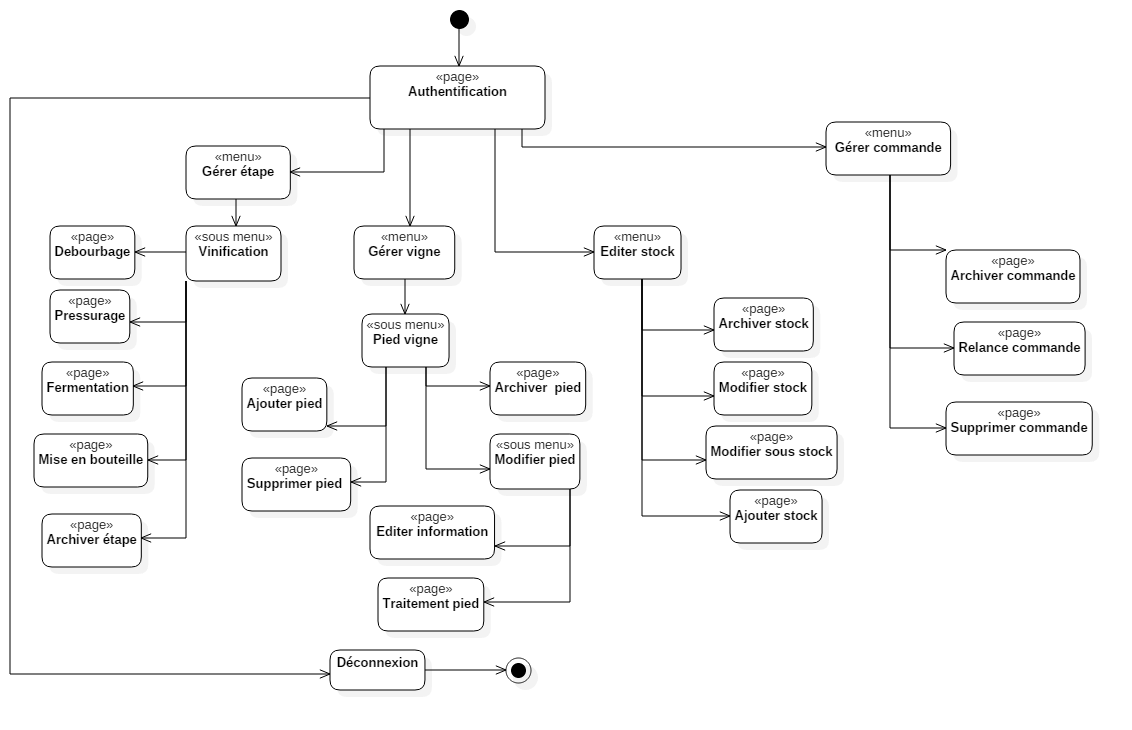 «page»
Authentification
«menu»
Gérer commande
«menu»
Gérer étape
«page»
Debourbage
«sous menu»
Vinification
«menu»
Gérer vigne
«menu»
Editer stock
«page»
Archiver commande
«page»
Pressurage
«page»
Archiver stock
«sous menu»
Pied vigne
«page»
Relance commande
«page»
Fermentation
«page»
Archiver  pied
«page»
Modifier stock
«page»
Ajouter pied
«page»
Supprimer commande
«page»
Mise en bouteille
«sous menu»
Modifier pied
«page»
Modifier sous stock
«page»
Supprimer pied
«page»
Ajouter stock
«page»
Editer information
«page»
Archiver étape
«page»
Traitement pied
Déconnexion